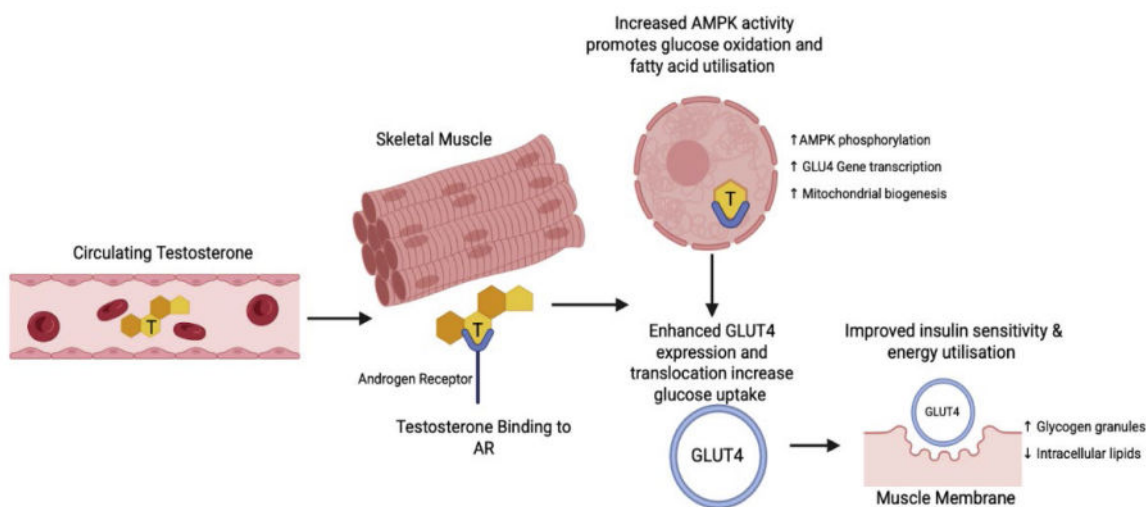 Increased AMPK activity
promotes glucose oxidation and
fatty acid utilisation
Skeletal Muscle
↑AMPK phosphorylation
↑ GLU4 Gene transcription
↑ Mitochondrial biogenesis
T
Circulating Testosterone
T
T
Androgen Receptor
Testosterone Binding to
AR
Enhanced GLUT4
expression and
translocation increase
glucose uptake
GLUT4
Improved insulin sensitivity &
energy utilisation
GLUT4
↑ Glycogen granules
↓ Intracellular lipids
Muscle Membrane